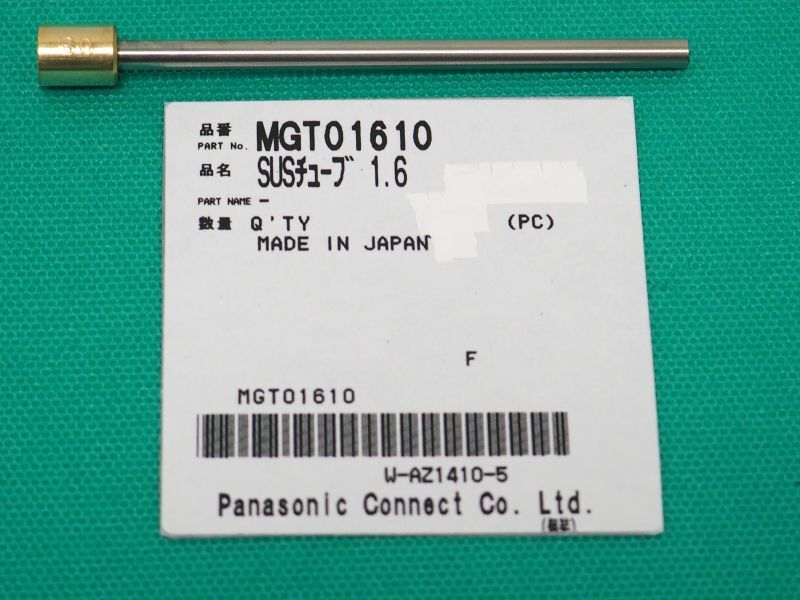 品番
PART No. MGT01610
品名 SUSチューブ 1.6
PART NAME -
数量 Q'TY (PC)
MADE IN JAPAN
F
MGT01610
W-AZ1410-5
Panasonic Connect Co. Ltd.